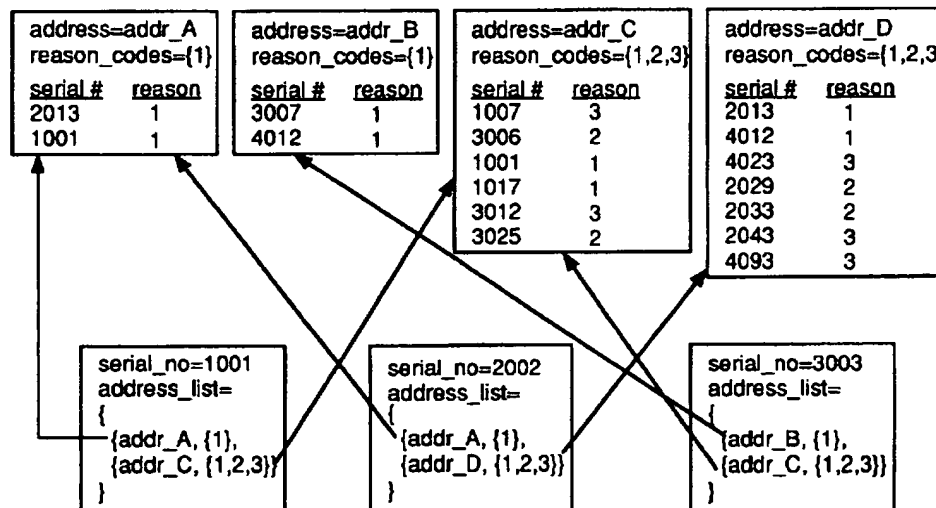 address=addr_A
reason_codes={1}
serial # reason
2013 1
1001 1
address=addr_B
reason_codes={1}
serial # reason
3007 1
4012 1
address=addr_C
reason_codes={1,2,3}
serial # reason
1007 3
3006 2
1001 1
1017 1
3012 3
3025 2
address=addr_D
reason_codes={1,2,3
serial # reason
2013 1
4012 1
4023 3
2029 2
2033 2
2043 3
4093 3
serial_no=1001
address_list=
{
{addr_A, {1},
{addr_C, {1,2,3}}
}
serial_no=2002
address_list=
{
{addr_A, {1},
{addr_D, {1,2,3}}
}
serial_no=3003
address_list=
{
{addr_B, {1},
{addr_C, {1,2,3}}
}